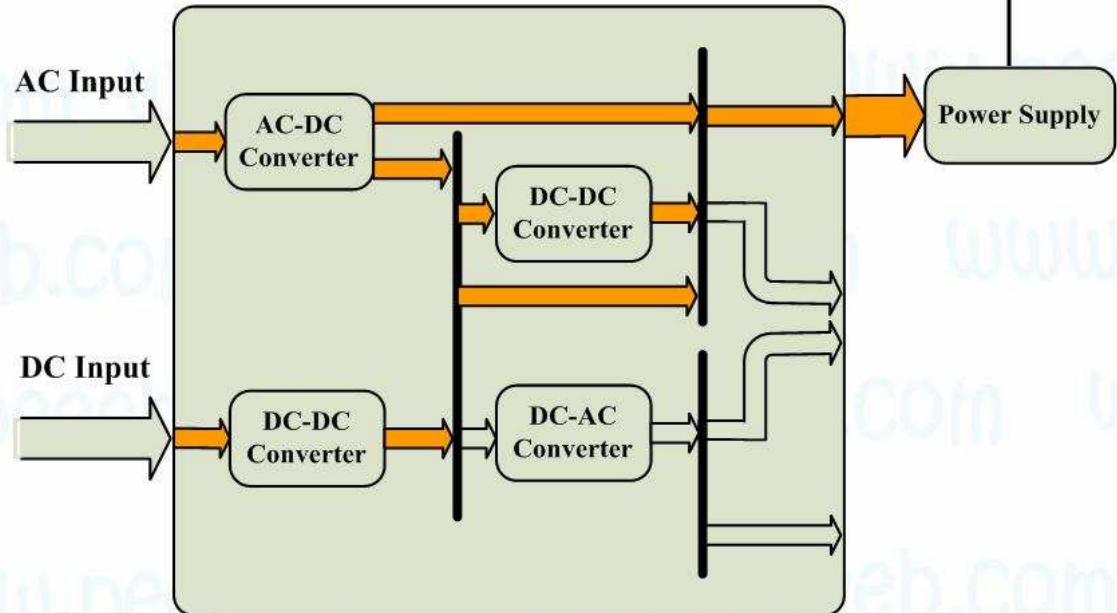 AC Input
AC-DC
Converter
Power Supply
DC-DC
Converter
DC Input
DC-DC
Converter
DC-AC
Converter